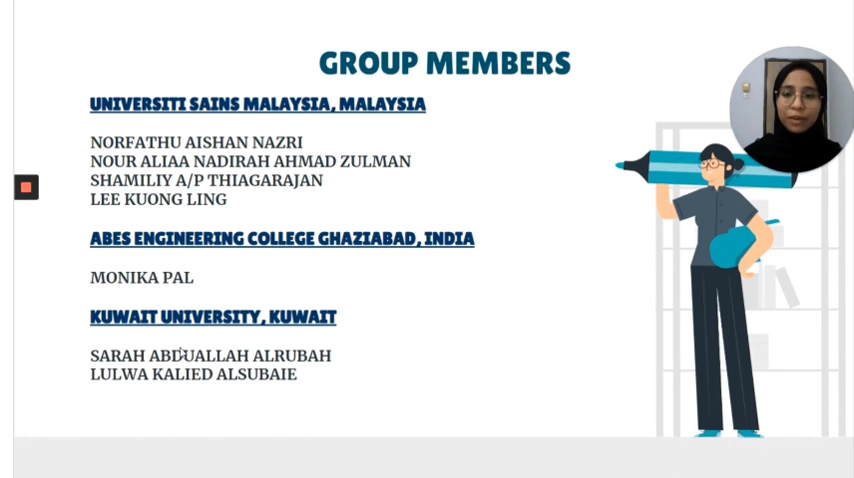 GROUP MEMBERS
UNIVERSITI SAINS MALAYSIA, MALAYSIA
NORFATHU AISHAN NAZRI
NOUR ALIAA NADIRAH AHMAD ZULMAN
SHAMILIY A/P THIAGARAJAN
LEE KUONG LING
ABES ENGINEERING COLLEGE GHAZIABAD, INDIA
MONIKA PAL
KUWAIT UNIVERSITY, KUWAIT
SARAH ABDUALLAH ALRUBAH
LULWA KALIED ALSUBAIE